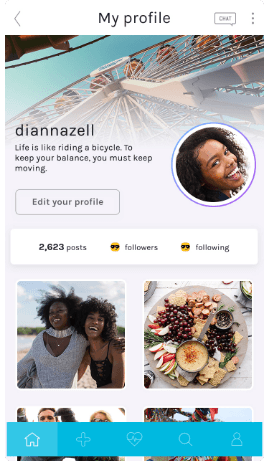 My profile
CHAT
diannazell
Life is like riding a bicycle. To
keep your balance, you must keep
moving.
Edit your profile
2,623 posts 😎 followers 😎 following